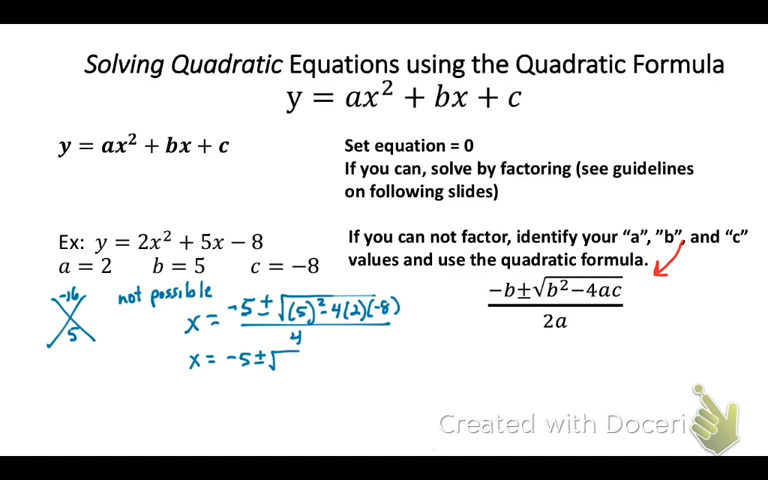 Solving Quadratic Equations using the Quadratic Formula
y = ax² + bx + c
y = ax² + bx + c
Set equation = 0
If you can, solve by factoring (see guidelines
on following slides)
Ex: y = 2x² + 5x − 8
a = 2 b = 5 c = −8
If you can not factor, identify your “a”, ”b”, and “c”
values and use the quadratic formula.
−b±√b²−4ac
2a
-16
5
not possible
x = -5 ± √(5)²-4(2)(-8)
4
x = -5 ± √
Created with Doceri